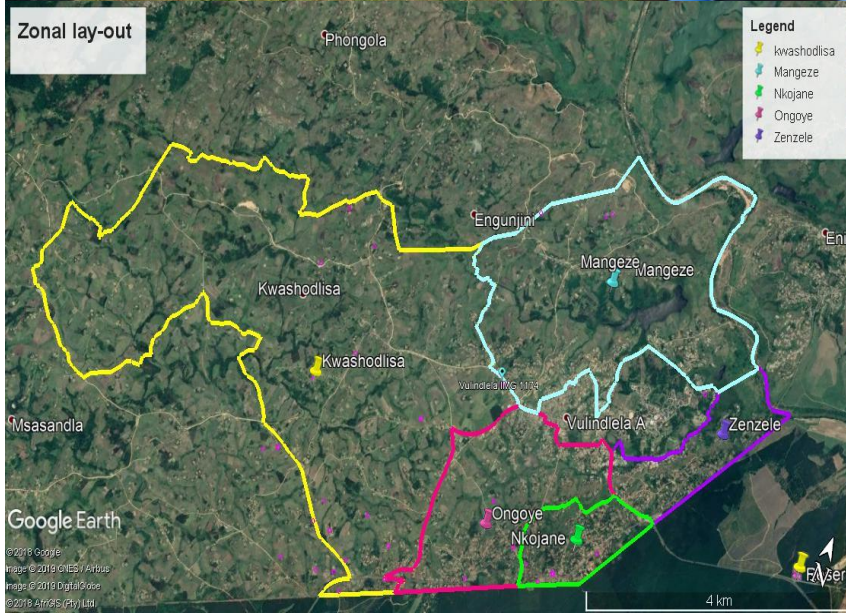 Zonal lay-out
Phongola
Legend
kwashodlisa
Mangeze
Nkojane
Ongoye
Zenzele
Engunjini
Mangeze
Mangeze
Kwashodlisa
Kwashodlisa
Vulindlela IMG 1174
Msasandla
Vulindlela A
Zenzele
Ongoye
Nkojane
Google Earth
©2018 Google
Image © 2019 CNES / Airbus
Image © 2019 DigitalGlobe
©2018 AfriGIS (Pty) Ltd.
4 km